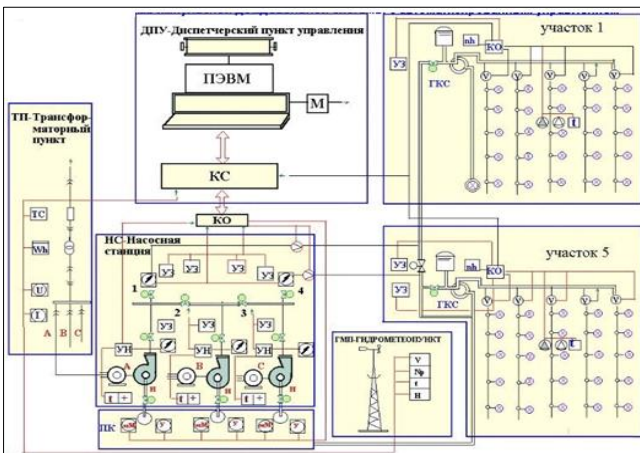 ДПУ-Диспетчерский пункт управления
ПЭВМ
М
КС
КО
ТП-Трансфор-
маторный
пункт
ТС
Wh
U
I
А В С
НС-Насосная
станция
УЗ УЗ УЗ УЗ
1
4
2
3
УЗ
УЗ
УЗ
УН
УН
УН
А
В
С
н
н
н
t +
t +
t +
ПК
У
У
У
участок 1
УЗ
nh
КО
ГКС
t
участок 5
УЗ
УЗ
nh
КО
ГКС
t
ГМП-ГИДРОМЕТЕОПУНКТ
V
Np
t
H